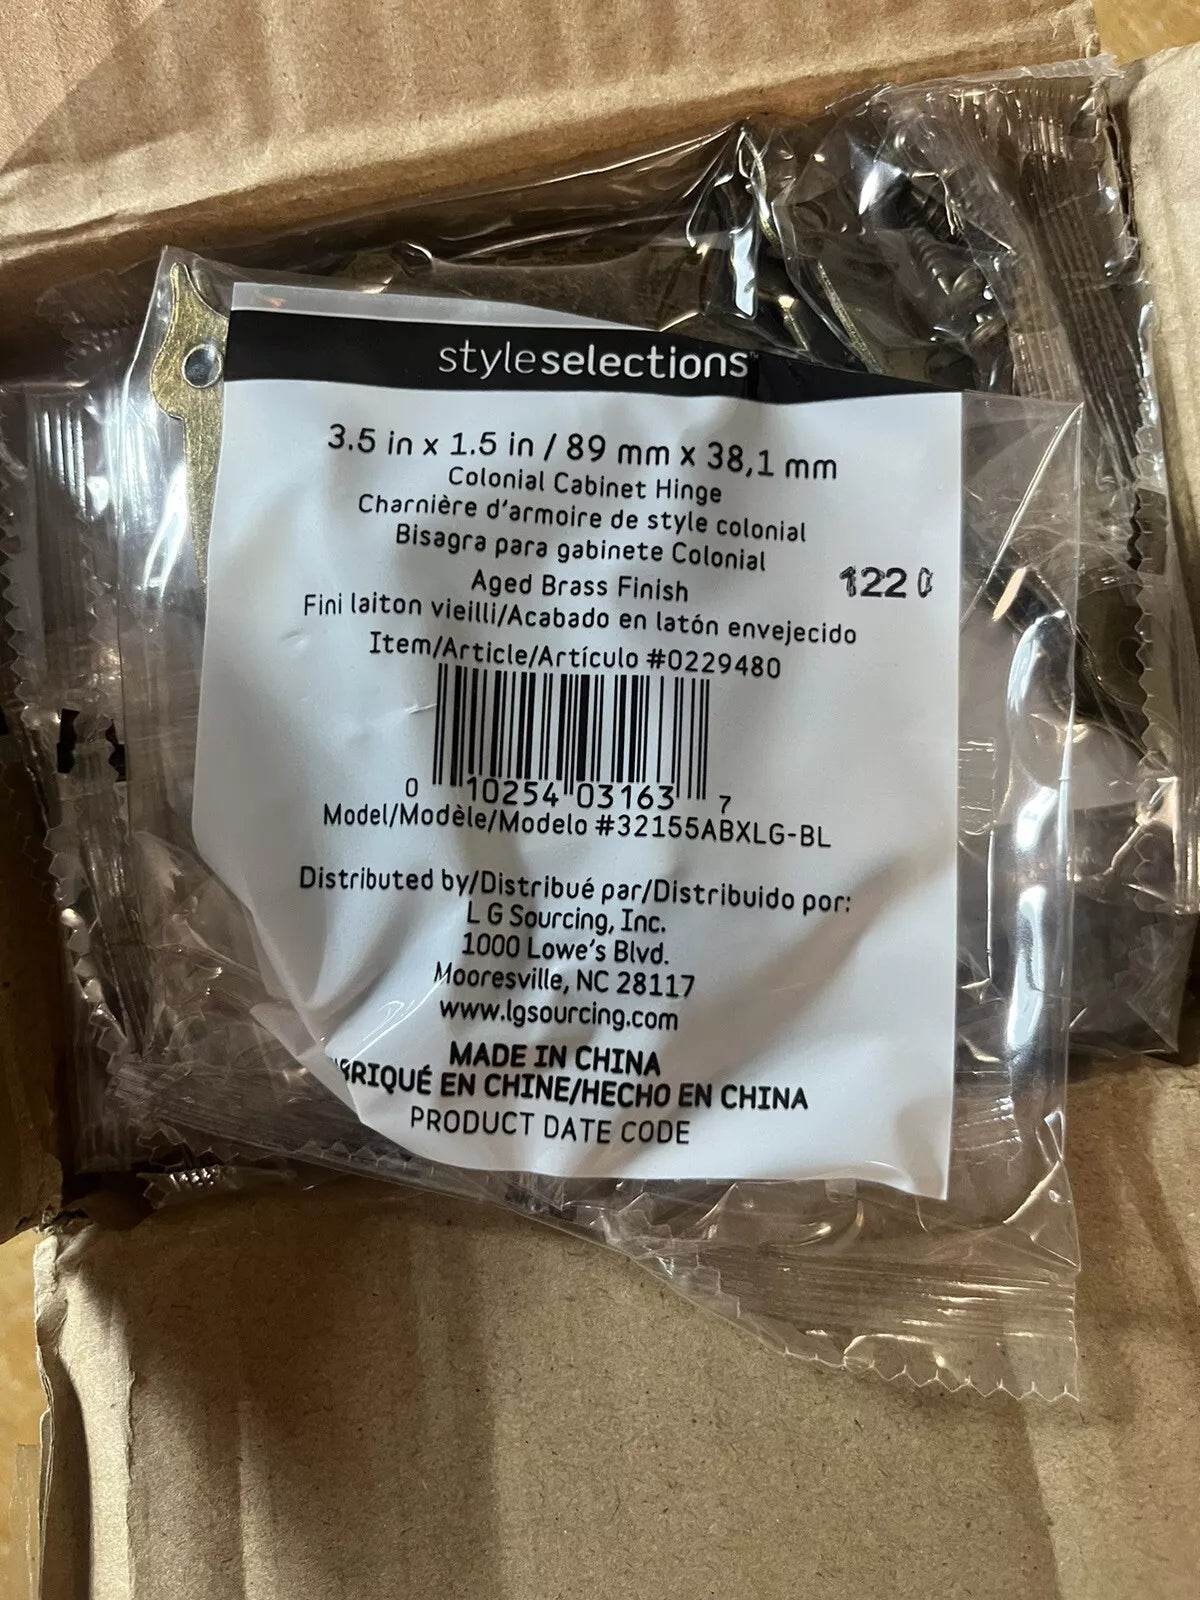 styleselections™
3.5 in x 1.5 in / 89 mm x 38,1 mm
Colonial Cabinet Hinge
Charnière d'armoire de style colonial
Bisagra para gabinete Colonial
Aged Brass Finish
1220
Fini laiton vieilli/Acabado en latón envejecido
Item/Article/Artículo #0229480
0 10254 03163 7
Model/Modèle/Modelo #32155ABXLG-BL
Distributed by/Distribué par/Distribuido por:
L G Sourcing, Inc.
1000 Lowe's Blvd.
Mooresville, NC 28117
www.lgsourcing.com
MADE IN CHINA
EN CHINE/HECHO EN CHINA
PRODUCT DATE CODE